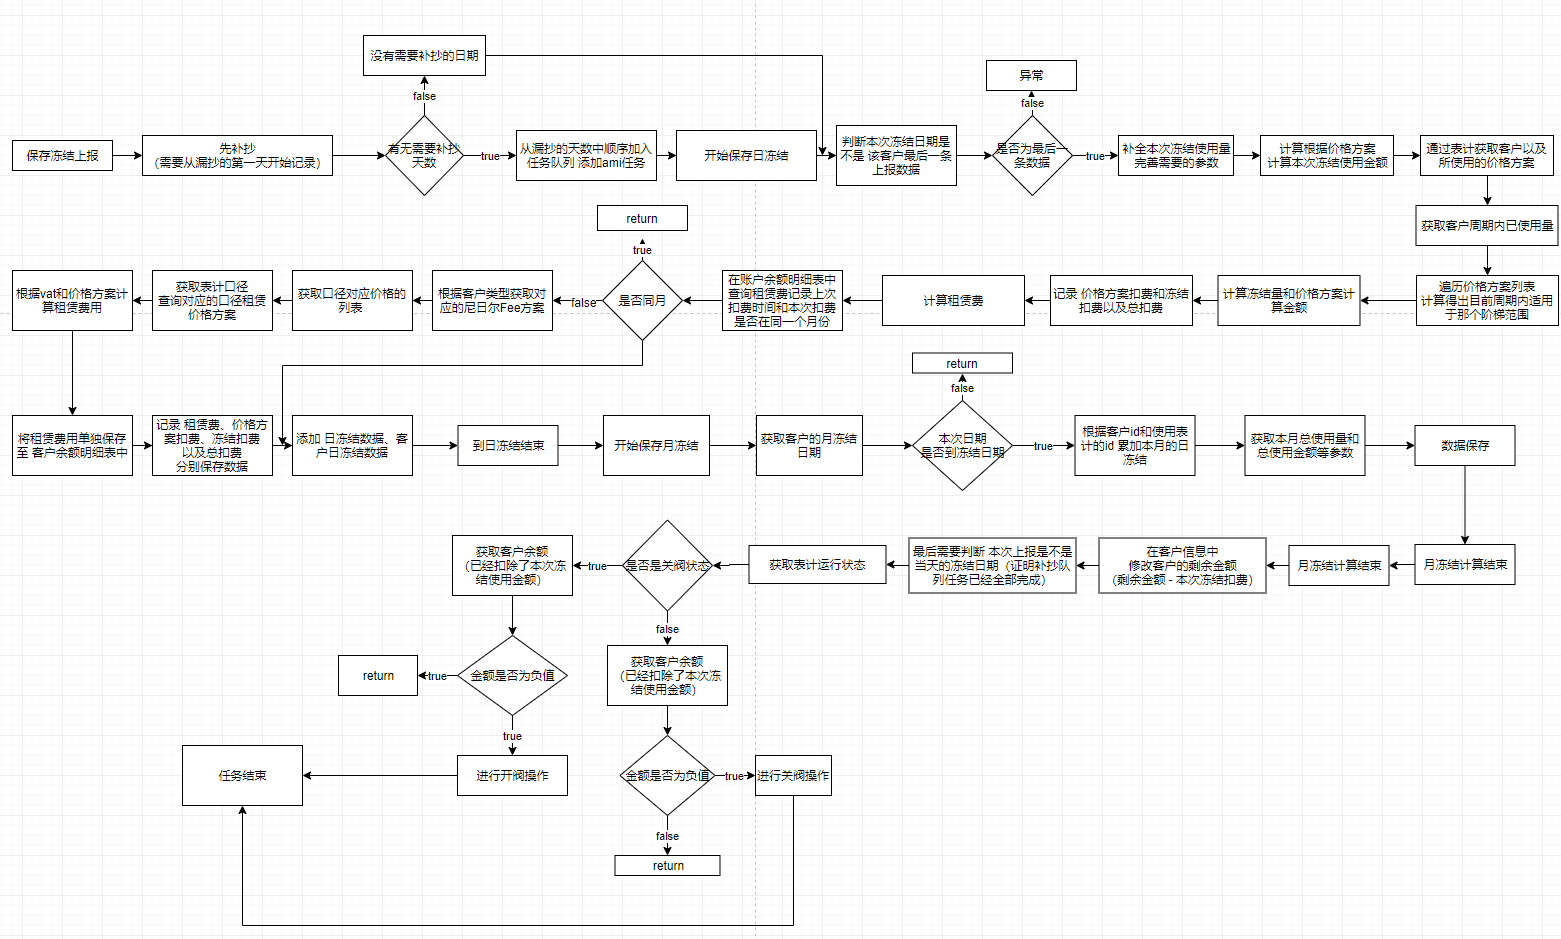 没有需要补抄的日期
false
保存冻结上报
先补抄
（需要从漏抄的第一天开始记录）
有无需要补抄
天数
true
从漏抄的天数中顺序加入
任务队列 添加ami任务
开始保存日冻结
判断本次冻结日期是
不是 该客户最后一条
上报数据
异常
false
是否为最后一
条数据
true
补全本次冻结使用量
完善需要的参数
计算根据价格方案
计算本次冻结使用金额
通过表计获取客户以及
所使用的价格方案
获取客户周期内已使用量
遍历价格方案列表
计算得出目前周期内适用
于那个阶梯范围
计算冻结量和价格方案计
算金额
记录 价格方案扣费和冻结
扣费以及总扣费
计算租赁费
在账户余额明细表中
查询租赁费记录上次
扣费时间和本次扣费
是否在同一个月份
return
true
是否同月
false
根据客户类型获取对
应的尼日尔Fee方案
获取口径对应价格的
列表
获取表计口径
查询对应的口径租赁
价格方案
根据vat和价格方案计
算租赁费用
将租赁费用单独保存
至 客户余额明细表中
记录 租赁费、价格方
案扣费、冻结扣费
以及总扣费
分别保存数据
添加 日冻结数据、客
户日冻结数据
到日冻结结束
开始保存月冻结
获取客户的月冻结
日期
return
false
本次日期
是否到冻结日期
true
根据客户id和使用表
计的id 累加本月的日
冻结
获取本月总使用量和
总使用金额等参数
数据保存
月冻结计算结束
月冻结计算结束
在客户信息中
修改客户的剩余金额
（剩余金额 - 本次冻结扣费）
最后需要判断 本次上报是不是
当天的冻结日期（证明补抄队
列任务已经全部完成）
获取表计运行状态
是否是关阀状态
true
获取客户余额
（已经扣除了本次冻
结使用金额）
false
获取客户余额
（已经扣除了本次冻
结使用金额）
金额是否为负值
true
return
true
进行开阀操作
任务结束
金额是否为负值
true
进行关阀操作
false
return